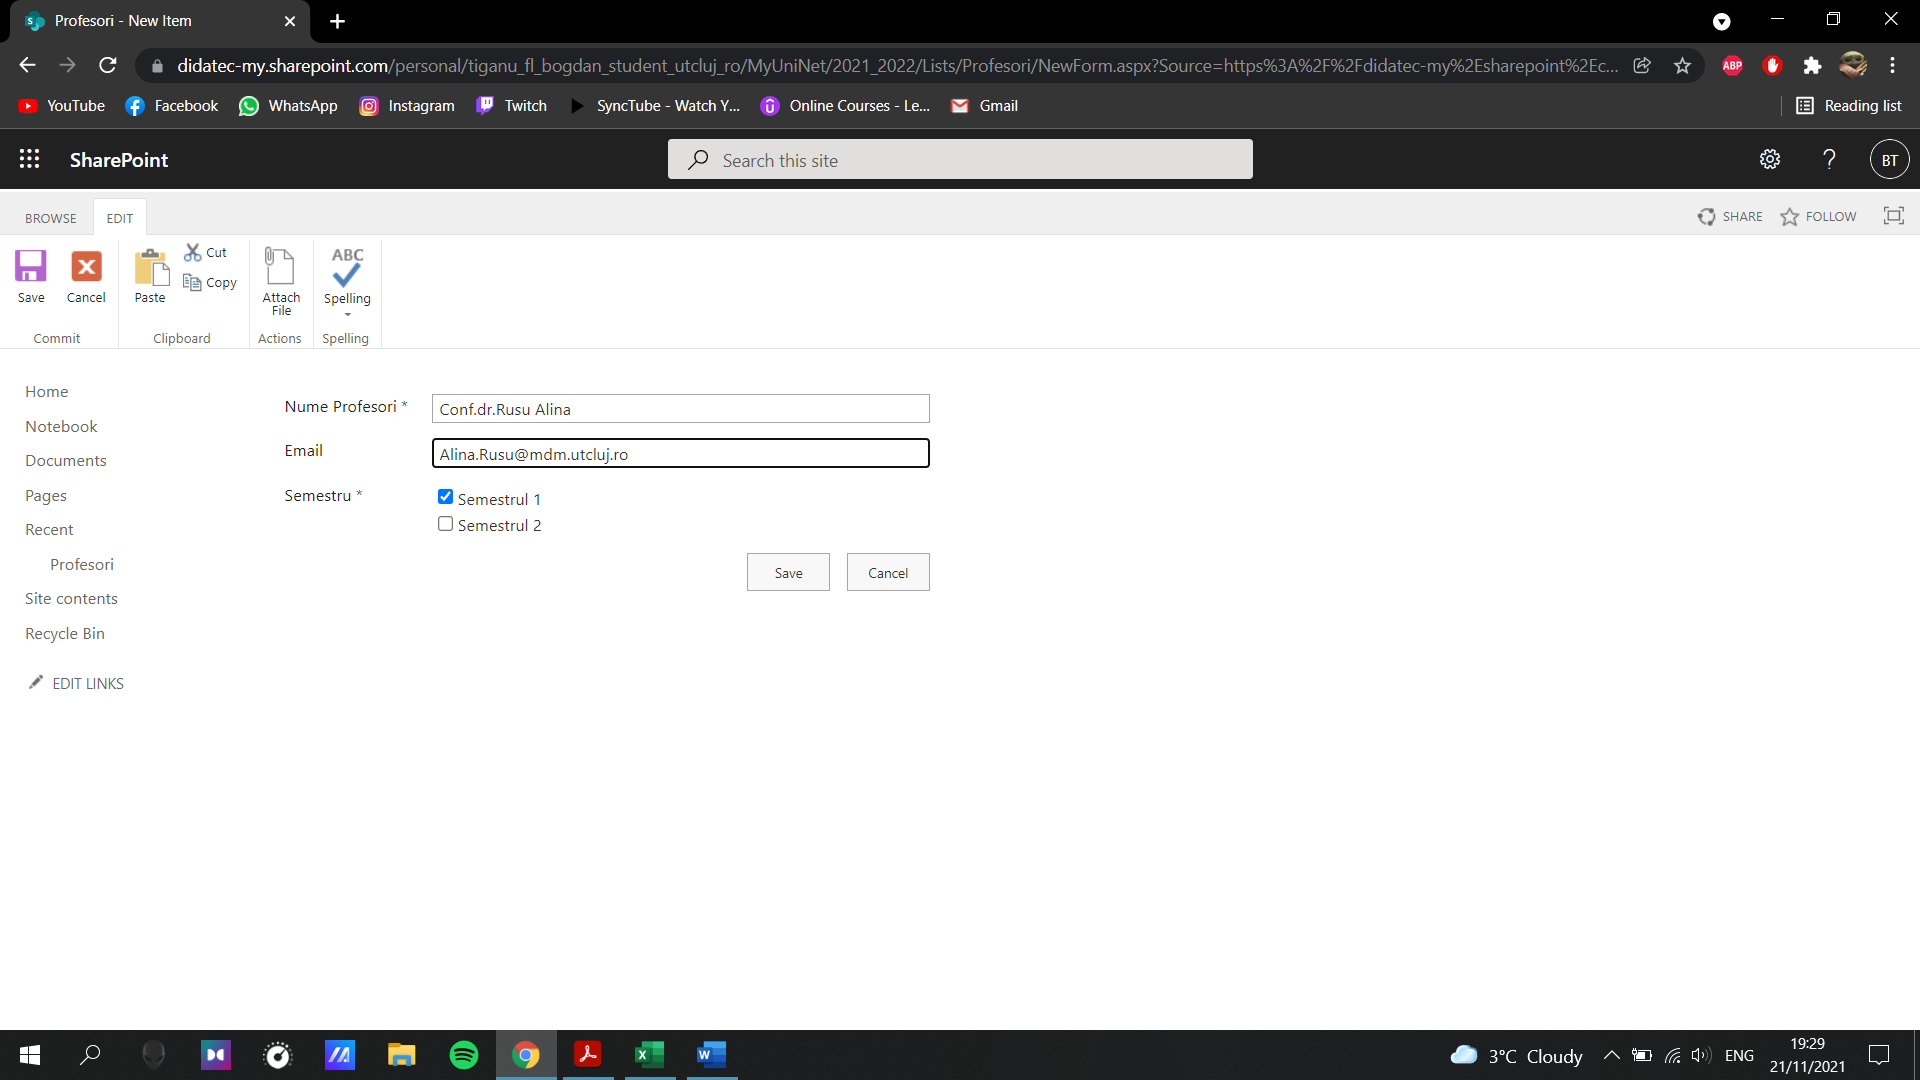 Profesori - New Item
didatec-my.sharepoint.com/personal/tiganu_fl_bogdan_student_utcluj_ro/MyUniNet/2021_2022/Lists/Profesori/NewForm.aspx?Source=https%3A%2F%2Fdidatec-my%2Esharepoint%2Ec...
ABP
YouTube Facebook WhatsApp Instagram Twitch SyncTube - Watch Y... Online Courses - Le... Gmail Reading list
SharePoint Search this site ? BT
BROWSE EDIT SHARE FOLLOW
Save Cancel Paste Cut Copy Attach File ABC Spelling
Commit Clipboard Actions Spelling
Home
Notebook
Documents
Pages
Recent
Profesori
Site contents
Recycle Bin
EDIT LINKS
Nume Profesori * Conf.dr.Rusu Alina
Email Alina.Rusu@mdm.utcluj.ro
Semestru * Semestrul 1
Semestrul 2
Save Cancel
3°C Cloudy ENG 19:29
21/11/2021